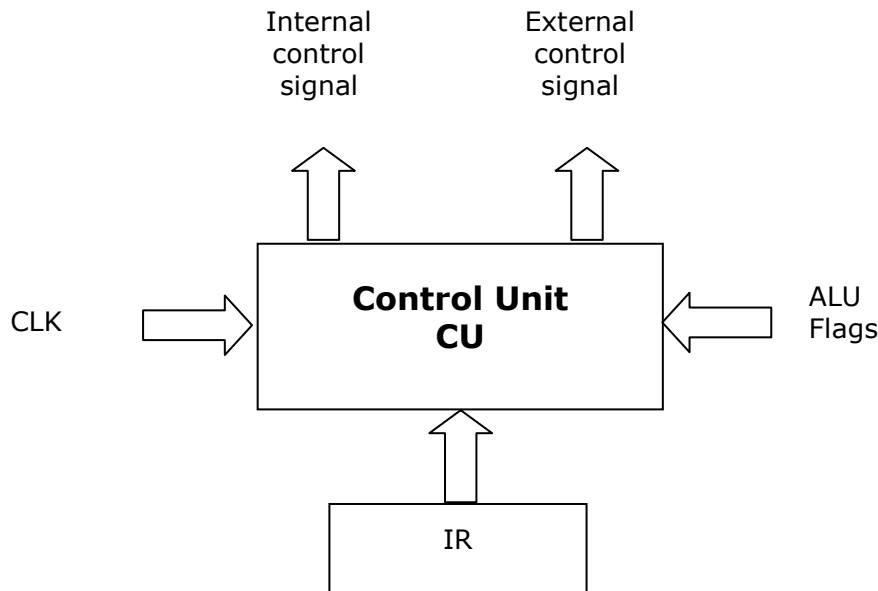 Internal
control
signal
External
control
signal
CLK
Control Unit
CU
ALU
Flags
IR